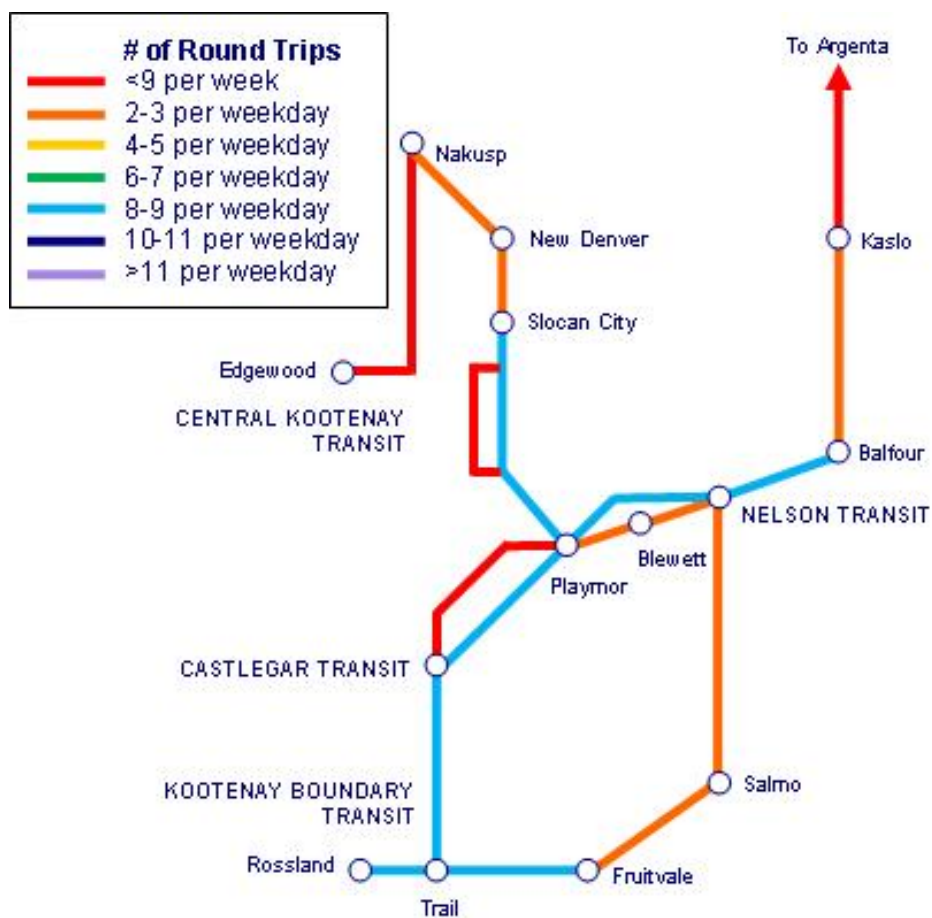 # of Round Trips
<9 per week
2-3 per weekday
4-5 per weekday
6-7 per weekday
8-9 per weekday
10-11 per weekday
>11 per weekday
To Argenta
Nakusp
New Denver
Kaslo
Slocan City
Edgewood
CENTRAL KOOTENAY
TRANSIT
Balfour
NELSON TRANSIT
Blewett
Playmor
CASTLEGAR TRANSIT
KOOTENAY BOUNDARY
TRANSIT
Salmo
Rossland
Fruitvale
Trail